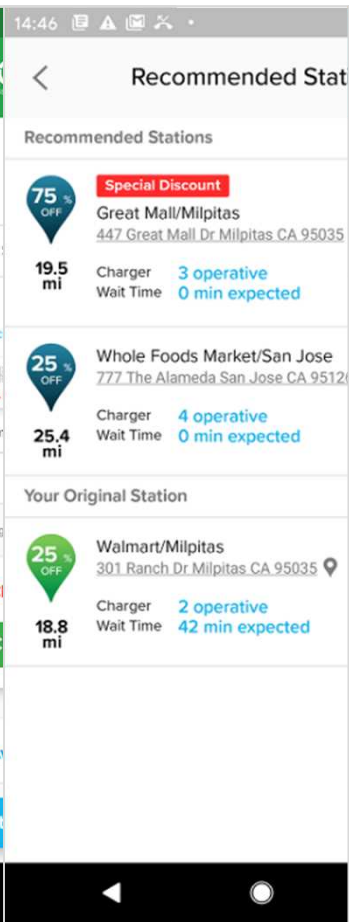 14:46
Recommended Stati
Recommended Stations
75 %
OFF
Special Discount
Great Mall/Milpitas
447 Great Mall Dr Milpitas CA 95035
19.5
mi
Charger 3 operative
Wait Time 0 min expected
25 %
OFF
Whole Foods Market/San Jose
777 The Alameda San Jose CA 95126
25.4
mi
Charger 4 operative
Wait Time 0 min expected
Your Original Station
25 %
OFF
Walmart/Milpitas
301 Ranch Dr Milpitas CA 95035
18.8
mi
Charger 2 operative
Wait Time 42 min expected